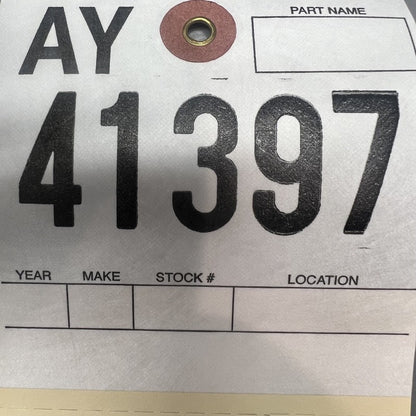 AY
PART NAME
41397
YEAR MAKE STOCK # LOCATION